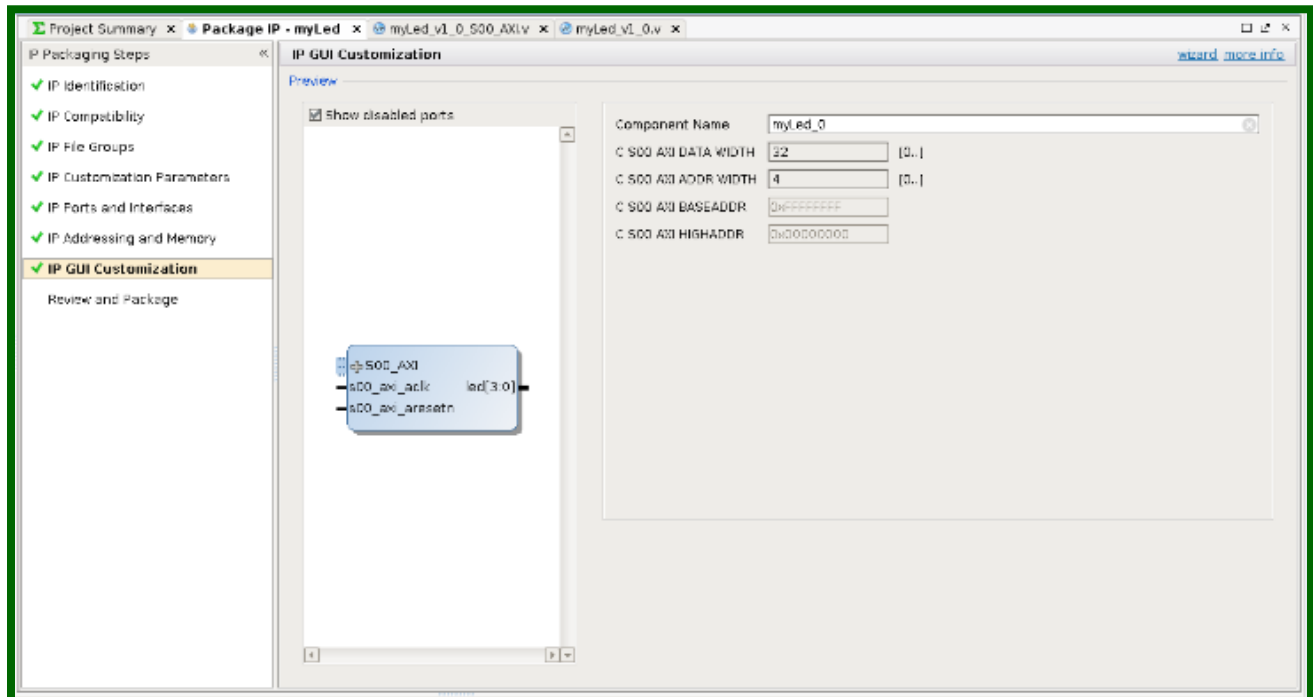 Project Summary × Package IP - myLed × myLed_v1_0_S00_AXI.v × myLed_v1_0.v ×
IP Packaging Steps «
IP Identification
IP Compatibility
IP File Groups
IP Customization Parameters
IP Ports and Interfaces
IP Addressing and Memory
IP GUI Customization
Review and Package
IP GUI Customization
wizard more info
Preview
Show disabled ports
S00_AXI
s00_axi_aclk led[3:0]
s00_axi_aresetn
Component Name myLed_0
C S00 AXI DATA WIDTH 32 [0..]
C S00 AXI ADDR WIDTH 4 [0..]
C S00 AXI BASEADDR 0xFFFFFFFF
C S00 AXI HIGHADDR 0x00000000